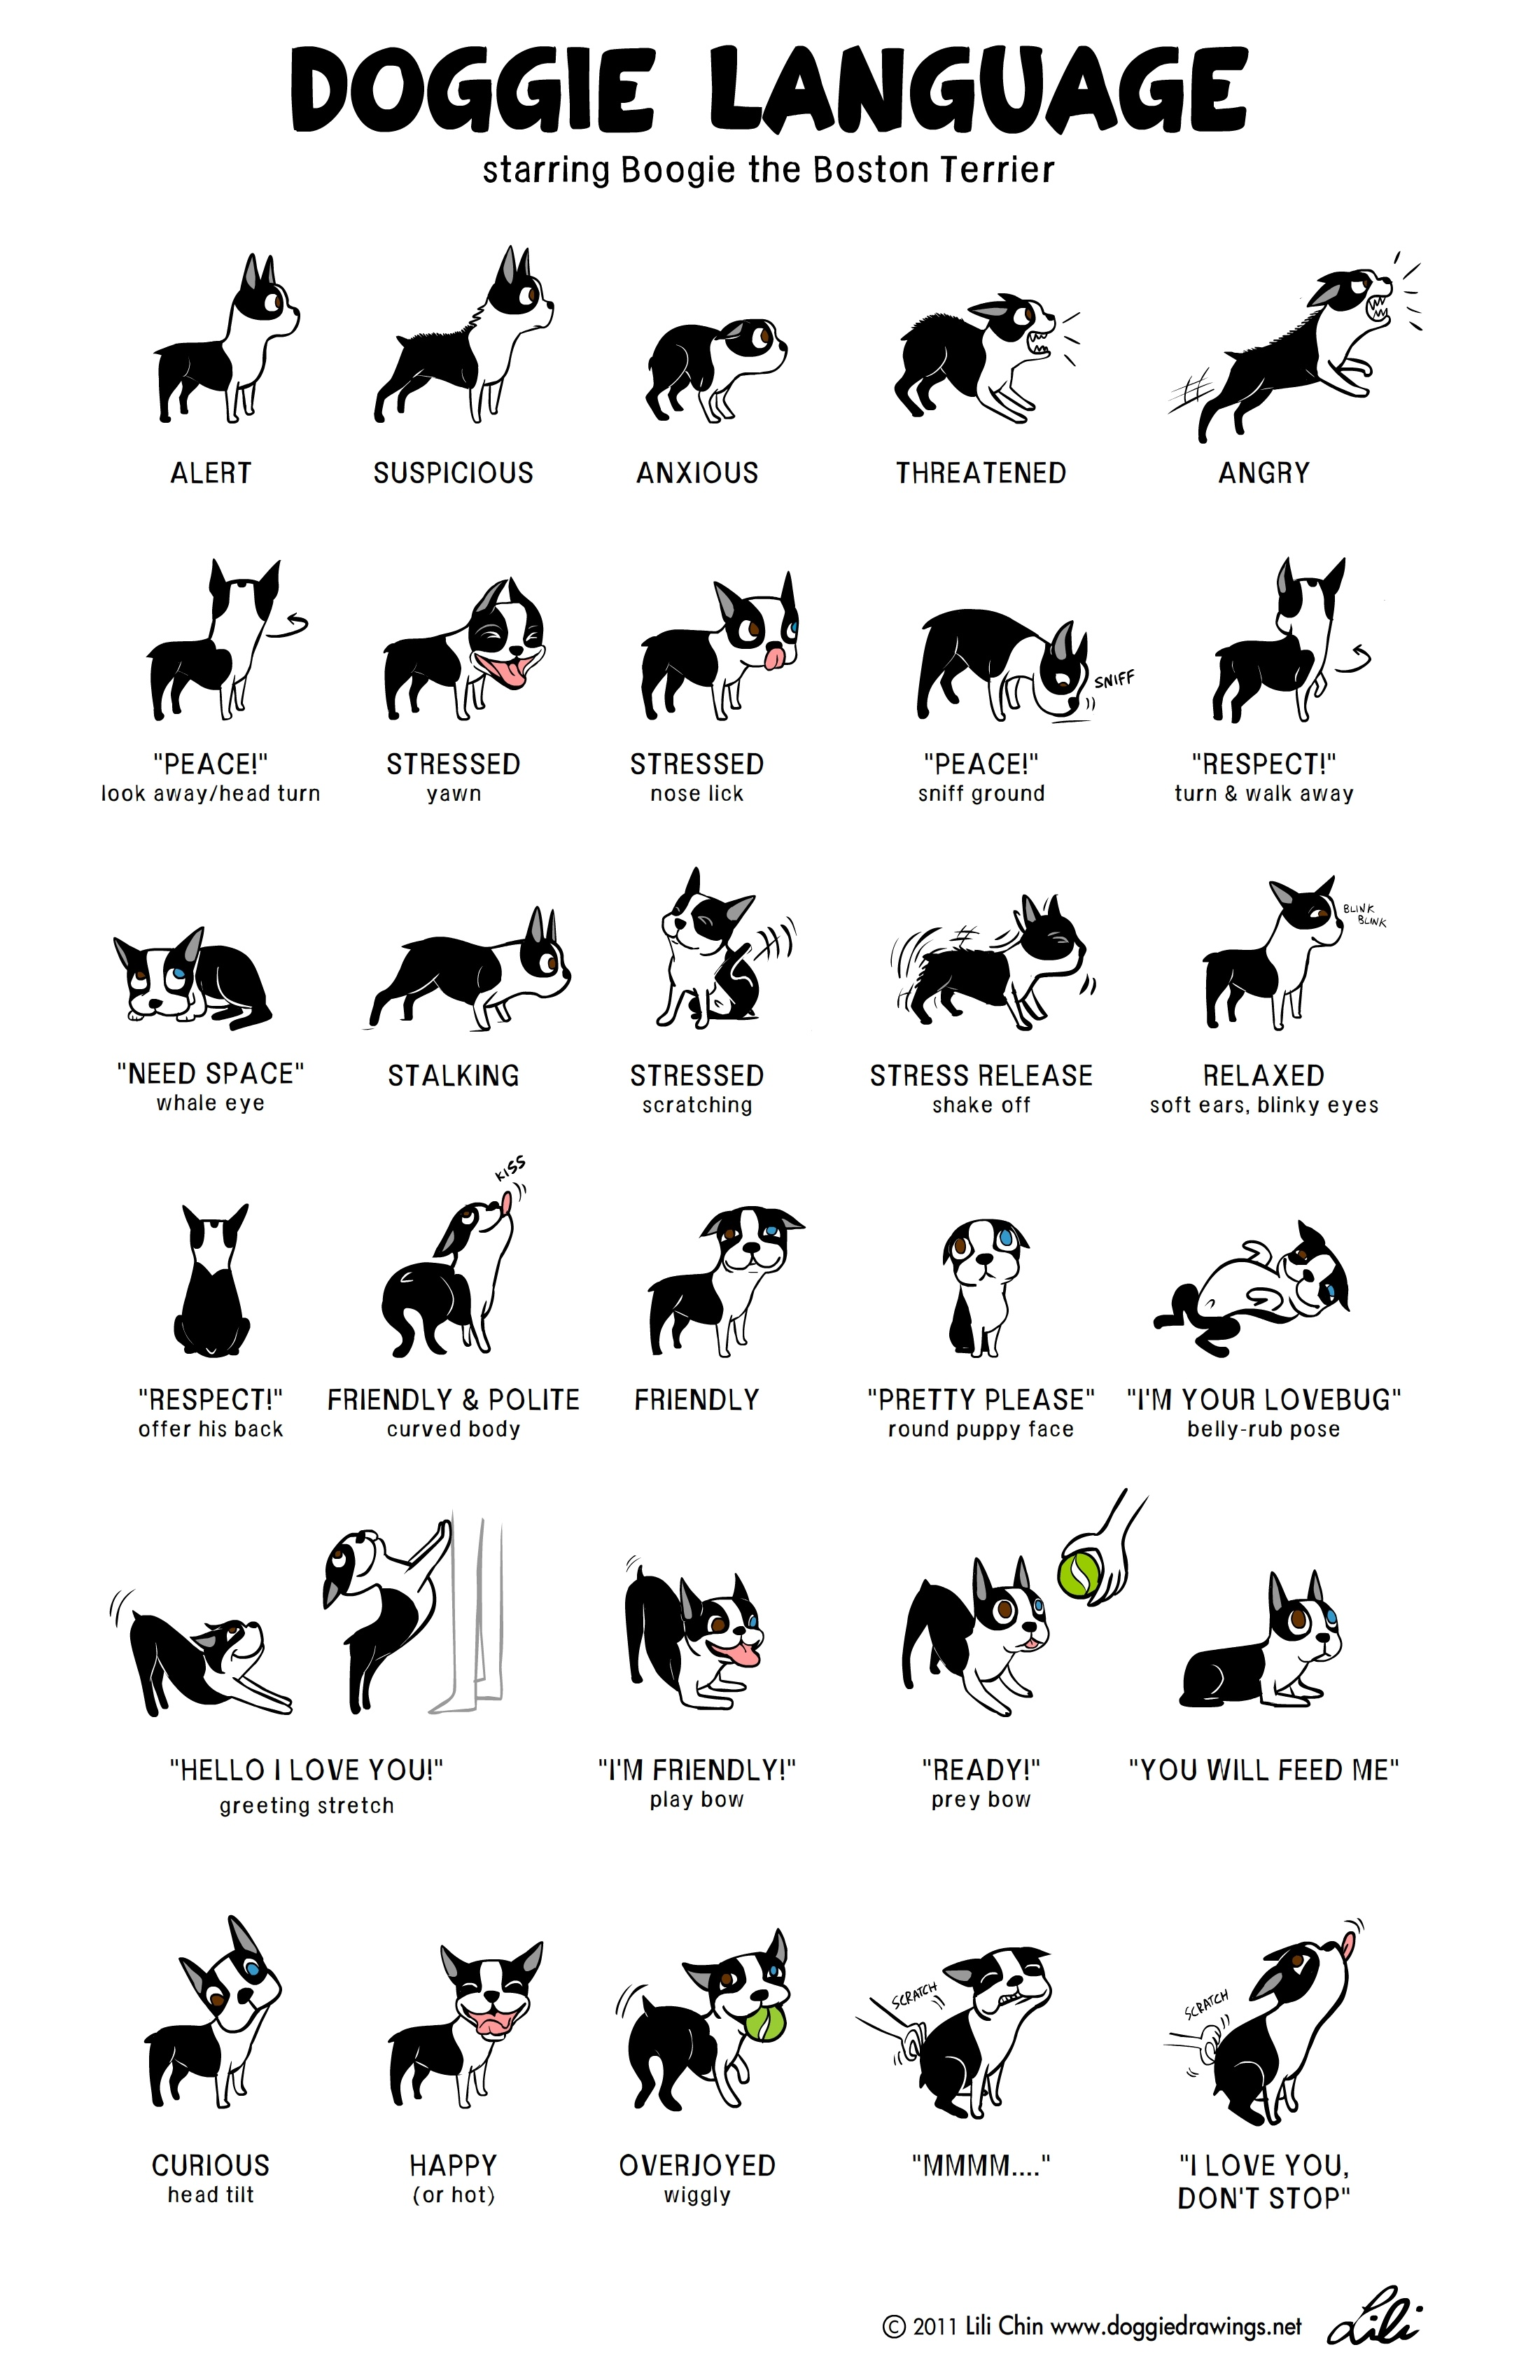 DOGGIE LANGUAGE
starring Boogie the Boston Terrier
ALERT
SUSPICIOUS
ANXIOUS
THREATENED
ANGRY
"PEACE!"
look away/head turn
STRESSED
yawn
STRESSED
nose lick
SNIFF
"PEACE!"
sniff ground
"RESPECT!"
turn & walk away
"NEED SPACE"
whale eye
STALKING
STRESSED
scratching
STRESS RELEASE
shake off
BLINK
BLINK
RELAXED
soft ears, blinky eyes
"RESPECT!"
offer his back
KISS
FRIENDLY & POLITE
curved body
FRIENDLY
"PRETTY PLEASE"
round puppy face
"I'M YOUR LOVEBUG"
belly-rub pose
"HELLO I LOVE YOU!"
greeting stretch
"I'M FRIENDLY!"
play bow
"READY!"
prey bow
"YOU WILL FEED ME"
CURIOUS
head tilt
HAPPY
(or hot)
OVERJOYED
wiggly
SCRATCH
"MMMM...."
SCRATCH
"I LOVE YOU,
DON'T STOP"
© 2011 Lili Chin www.doggiedrawings.net
Lili